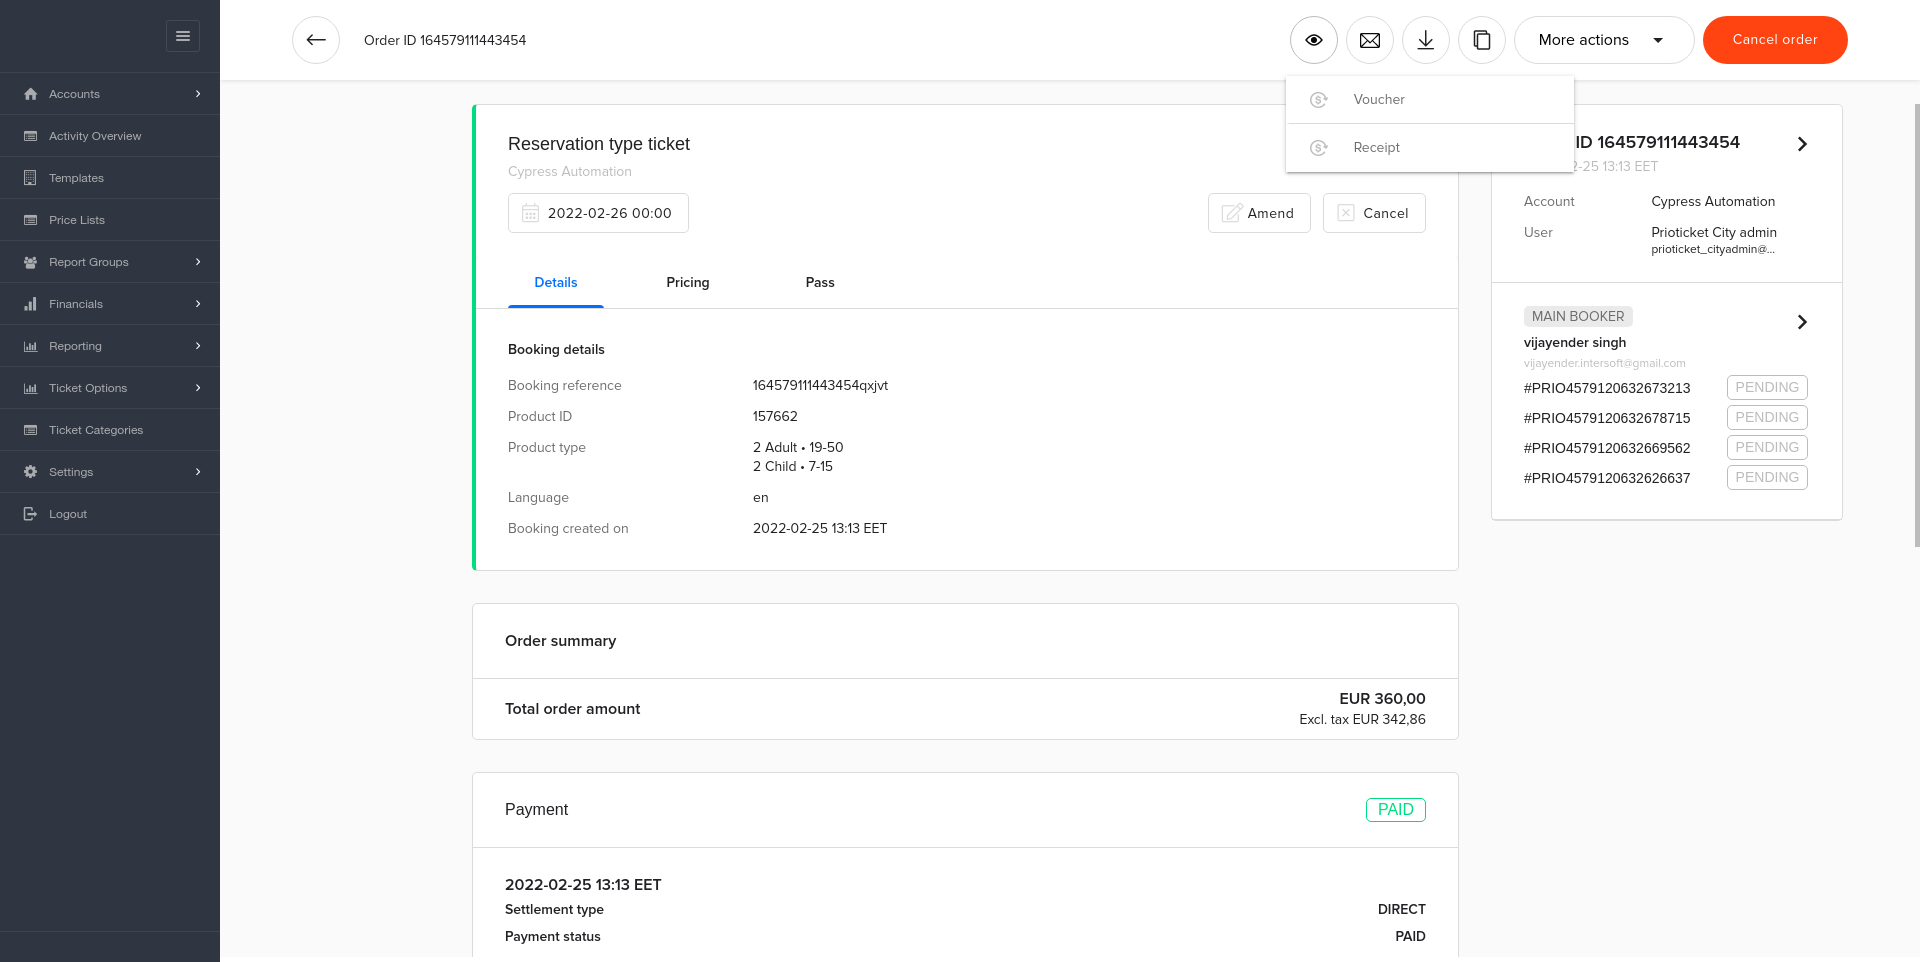 Order ID 164579111443454
More actions
Cancel order
Accounts
Activity Overview
Templates
Price Lists
Report Groups
Financials
Reporting
Ticket Options
Ticket Categories
Settings
Logout
Voucher
Receipt
Reservation type ticket
Cypress Automation
2022-02-26 00:00
Amend
Cancel
Details
Pricing
Pass
Booking details
Booking reference 164579111443454qxjvt
Product ID 157662
Product type 2 Adult • 19-50
2 Child • 7-15
Language en
Booking created on 2022-02-25 13:13 EET
Order summary
Total order amount EUR 360,00
Excl. tax EUR 342,86
Payment PAID
2022-02-25 13:13 EET
Settlement type DIRECT
Payment status PAID
ID 164579111443454
2-25 13:13 EET
Account Cypress Automation
User Prioticket City admin
prioticket_cityadmin@...
MAIN BOOKER
vijayender singh
vijayender.intersoft@gmail.com
#PRIO4579120632673213 PENDING
#PRIO4579120632678715 PENDING
#PRIO4579120632669562 PENDING
#PRIO4579120632626637 PENDING